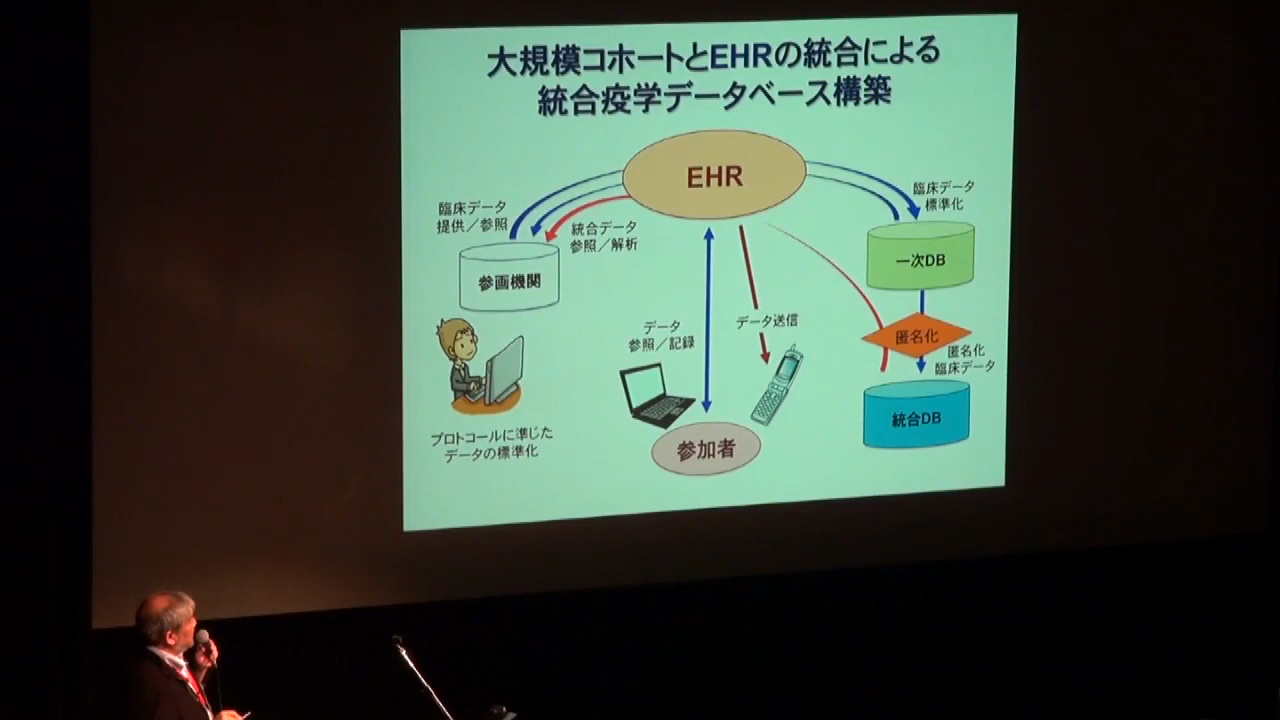 大規模コホートとEHRの統合による
統合疫学データベース構築
EHR
臨床データ
提供／参照
統合データ
参照／解析
臨床データ
標準化
参画機関
一次DB
データ
参照／記録
データ送信
匿名化
匿名化
臨床データ
統合DB
プロトコールに準じた
データの標準化
参加者